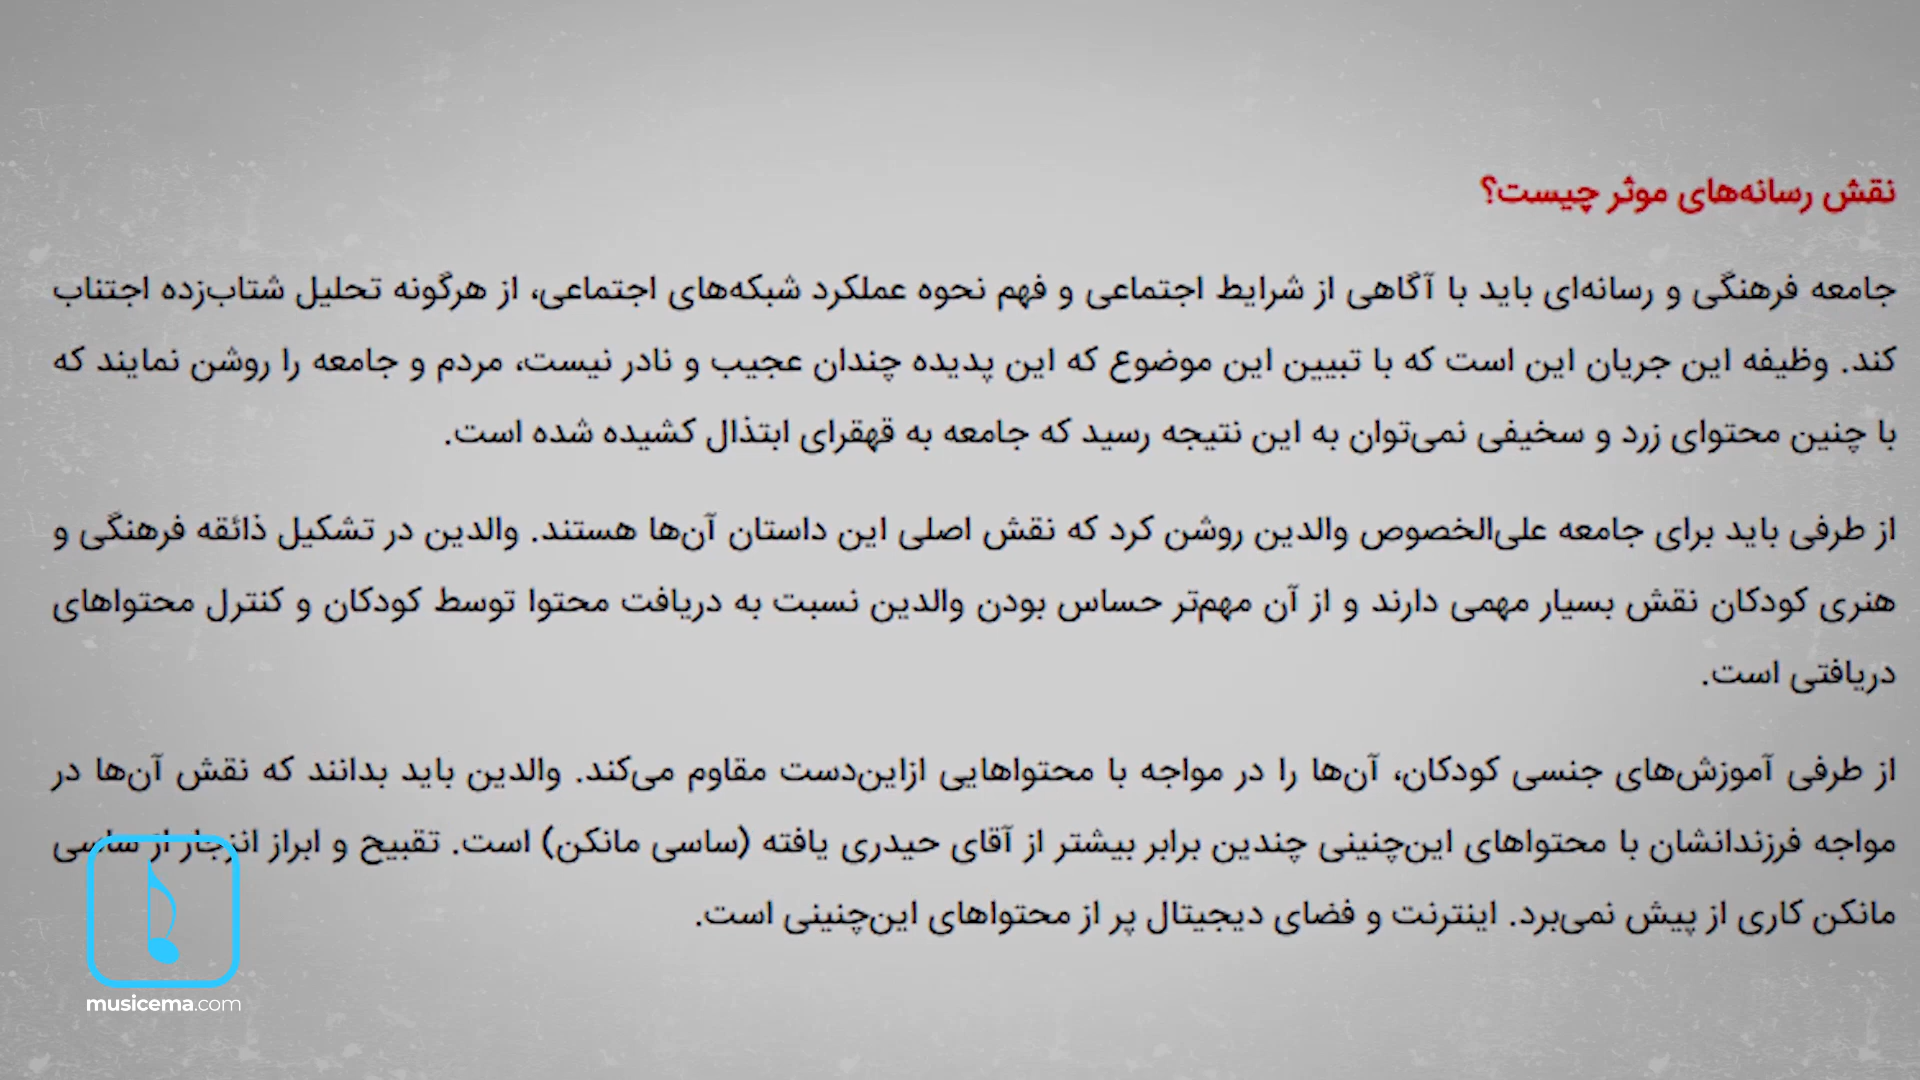 نقش رسانه‌های موثر چیست؟
جامعه فرهنگی و رسانه‌ای باید با آگاهی از شرایط اجتماعی و فهم نحوه عملکرد شبکه‌های اجتماعی، از هرگونه تحلیل شتاب‌زده اجتناب
کند. وظیفه این جریان این است که با تبیین این موضوع که این پدیده چندان عجیب و نادر نیست، مردم و جامعه را روشن نمایند که
با چنین محتوای زرد و سخیفی نمی‌توان به این نتیجه رسید که جامعه به قهقرای ابتذال کشیده شده است.
از طرفی باید برای جامعه علی‌الخصوص والدین روشن کرد که نقش اصلی این داستان آن‌ها هستند. والدین در تشکیل ذائقه فرهنگی و
هنری کودکان نقش بسیار مهمی دارند و از آن مهم‌تر حساس بودن والدین نسبت به دریافت محتوا توسط کودکان و کنترل محتواهای
دریافتی است.
از طرفی آموزش‌های جنسی کودکان، آن‌ها را در مواجه با محتواهایی ازاین‌دست مقاوم می‌کند. والدین باید بدانند که نقش آن‌ها در
مواجه فرزندانشان با محتواهای این‌چنینی چندین برابر بیشتر از آقای حیدری یافته (ساسی مانکن) است. تقبیح و ابراز انزجار از ساسی
مانکن کاری از پیش نمی‌برد. اینترنت و فضای دیجیتال پر از محتواهای این‌چنینی است.
musicema.com